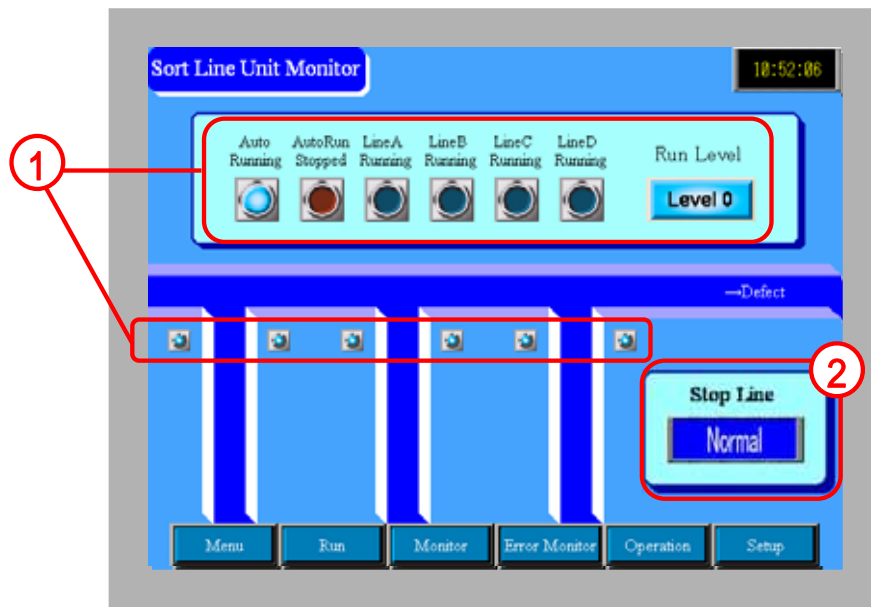 Sort Line Unit Monitor
10:52:06
Auto Running
AutoRun Stopped
LineA Running
LineB Running
LineC Running
LineD Running
Run Level
Level 0
1
→Defect
2
Stop Line
Normal
Menu
Run
Monitor
Error Monitor
Operation
Setup